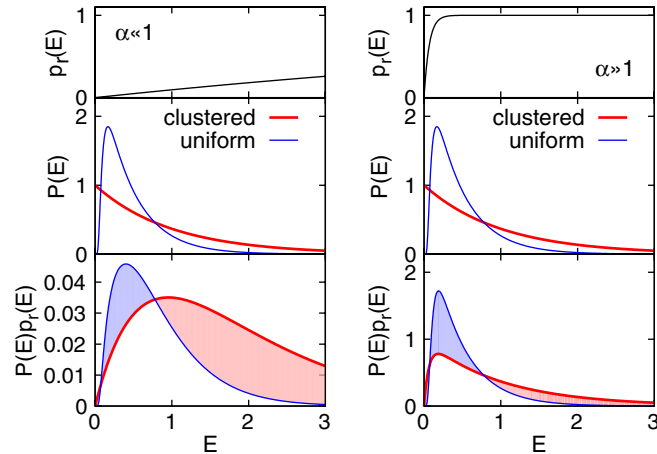 p_r(E)
1
0
α«1
P(E)
2
1
0
clustered
uniform
P(E)p_r(E)
0.04
0.03
0.02
0.01
0
0 1 2 3
E
p_r(E)
1
0
α»1
P(E)
2
1
0
clustered
uniform
P(E)p_r(E)
2
1
0
0 1 2 3
E